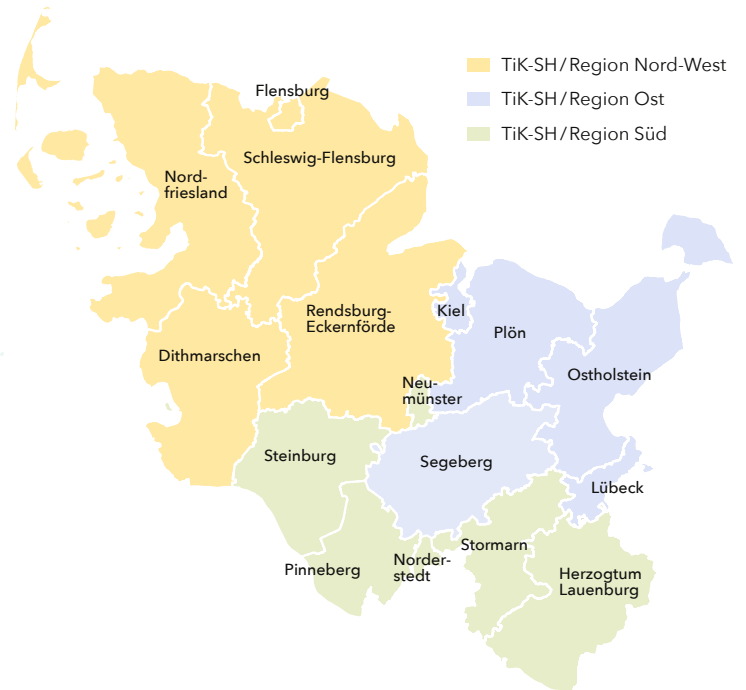 TiK-SH/Region Nord-West
TiK-SH/Region Ost
TiK-SH/Region Süd
Flensburg
Schleswig-Flensburg
Nord-
friesland
Rendsburg-
Eckernförde
Kiel
Plön
Dithmarschen
Ostholstein
Neu-
münster
Steinburg
Segeberg
Lübeck
Stormarn
Norder-
stedt
Pinneberg
Herzogtum
Lauenburg